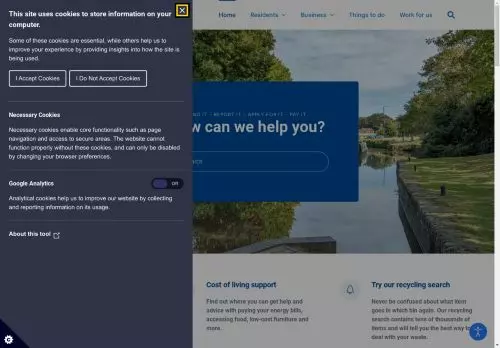 This site uses cookies to store information on your
computer.
Some of these cookies are essential, while others help us to
improve your experience by providing insights into how the site is
being used.
I Accept Cookies
I Do Not Accept Cookies
Necessary Cookies
Necessary cookies enable core functionality such as page
navigation and access to secure areas. The website cannot
function properly without these cookies, and can only be disabled
by changing your browser preferences.
Google Analytics
On
Analytical cookies help us to improve our website by collecting
and reporting information on its usage.
About this tool
Home
Residents
Business
Things to do
Work for us
IT | REPORT IT | APPLY FOR IT | PAY IT
can we help you?
Cost of living support
Find out where you can get help and
advice with paying your energy bills,
accessing food, low-cost furniture and
more.
Try our recycling search
Never be confused about what item
goes in which bin again. Our recycling
search contains tens of thousands of
items and will tell you the best way to
deal with your waste.